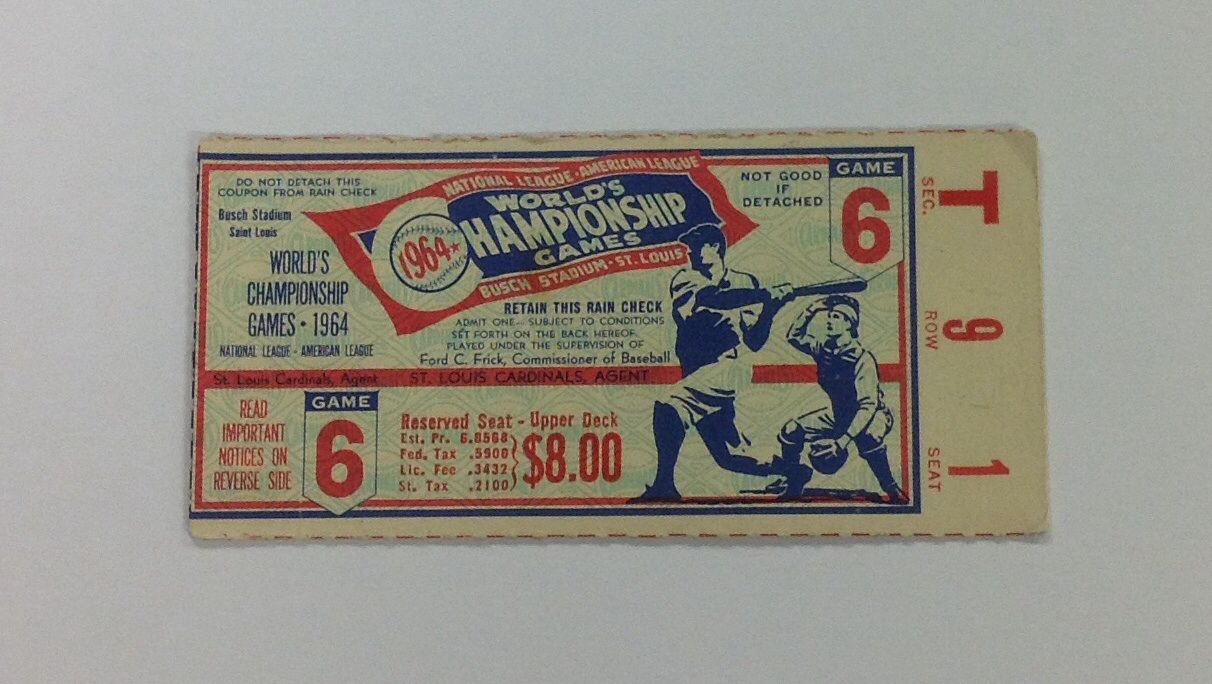 DO NOT DETACH THIS
COUPON FROM RAIN CHECK
Busch Stadium
Saint Louis
WORLD'S
CHAMPIONSHIP
GAMES • 1964
NATIONAL LEAGUE - AMERICAN LEAGUE
St. Louis Cardinals, Agent
READ
IMPORTANT
NOTICES ON
REVERSE SIDE
GAME
6
NATIONAL LEAGUE • AMERICAN LEAGUE
WORLD'S
CHAMPIONSHIP
GAMES
1964
BUSCH STADIUM - ST. LOUIS
NOT GOOD
IF
DETACHED
GAME
6
RETAIN THIS RAIN CHECK
ADMIT ONE - SUBJECT TO CONDITIONS
SET FORTH ON THE BACK HEREOF.
PLAYED UNDER THE SUPERVISION OF
Ford C. Frick, Commissioner of Baseball
ST. LOUIS CARDINALS, AGENT
Reserved Seat - Upper Deck
Est. Pr. 6.8568
Fed. Tax .5900
Lic. Fee .3432
St. Tax .2100
$8.00
SEC. T
ROW 9
SEAT 1